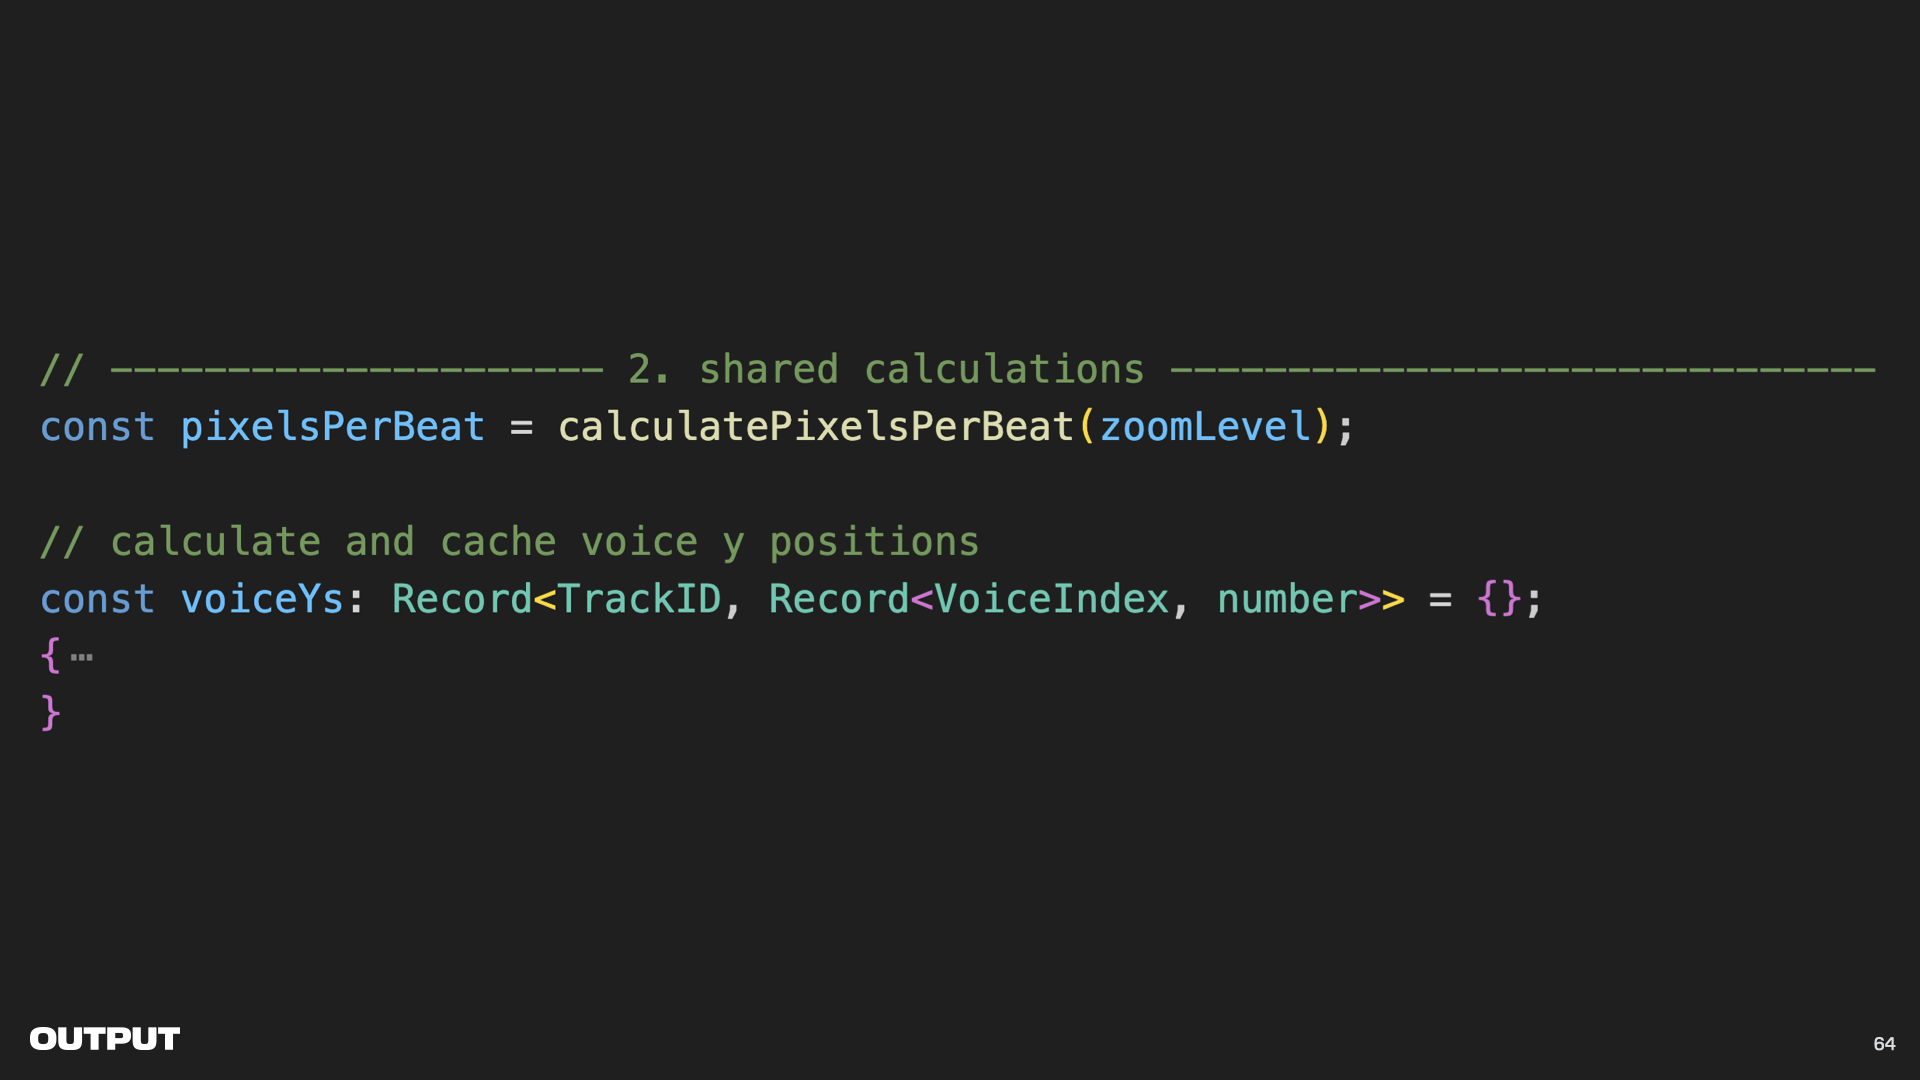 // --------------------- 2. shared calculations ------------------------------
const pixelsPerBeat = calculatePixelsPerBeat(zoomLevel);
// calculate and cache voice y positions
const voiceYs: Record<TrackID, Record<VoiceIndex, number>> = {};
{ …
}
OUTPUT
64